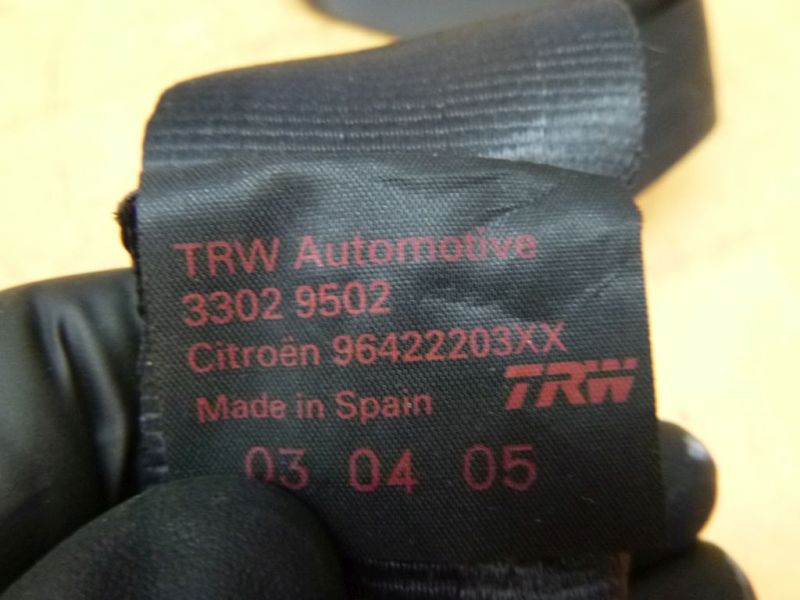 TRW Automotive
3302 9502
Citroën 96422203XX
Made in Spain TRW
03 04 05